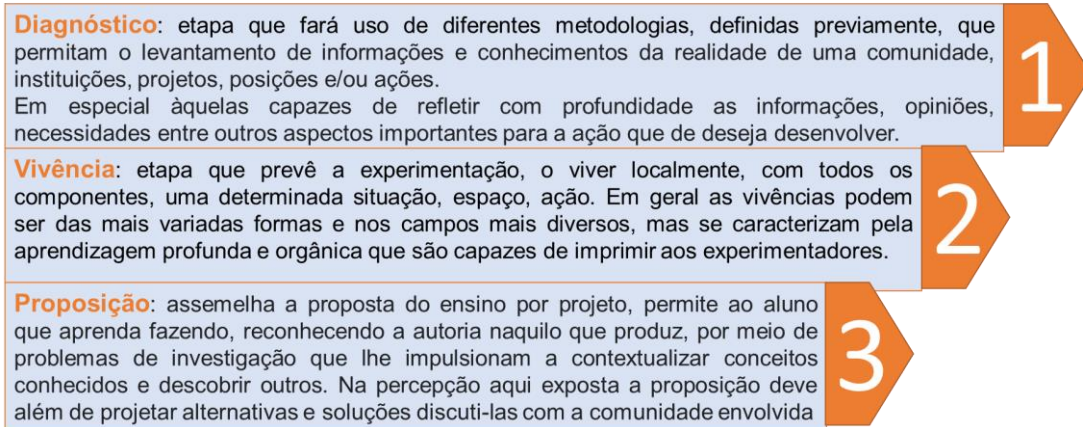 Diagnóstico: etapa que fará uso de diferentes metodologias, definidas previamente, que
permitam o levantamento de informações e conhecimentos da realidade de uma comunidade,
instituições, projetos, posições e/ou ações.
Em especial àquelas capazes de refletir com profundidade as informações, opiniões,
necessidades entre outros aspectos importantes para a ação que de deseja desenvolver.
1
Vivência: etapa que prevê a experimentação, o viver localmente, com todos os
componentes, uma determinada situação, espaço, ação. Em geral as vivências podem
ser das mais variadas formas e nos campos mais diversos, mas se caracterizam pela
aprendizagem profunda e orgânica que são capazes de imprimir aos experimentadores.
2
Proposição: assemelha a proposta do ensino por projeto, permite ao aluno
que aprenda fazendo, reconhecendo a autoria naquilo que produz, por meio de
problemas de investigação que lhe impulsionam a contextualizar conceitos
conhecidos e descobrir outros. Na percepção aqui exposta a proposição deve
além de projetar alternativas e soluções discuti-las com a comunidade envolvida
3